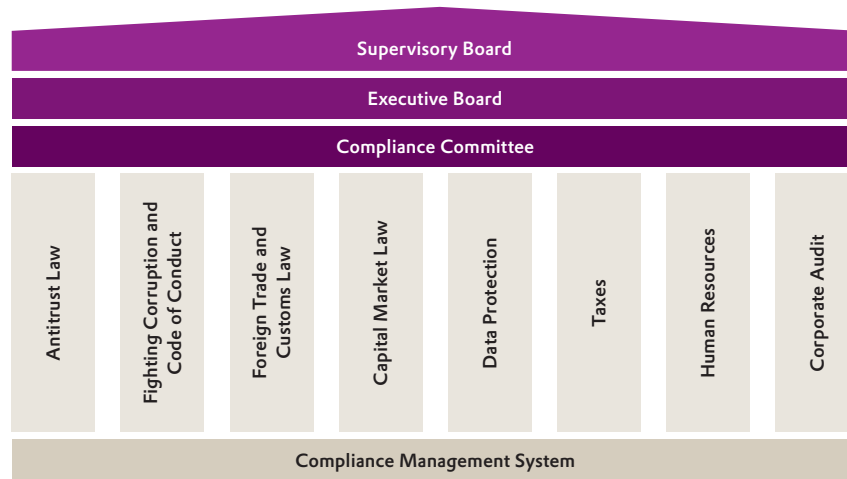 Supervisory Board
Executive Board
Compliance Committee
Antitrust Law
Fighting Corruption and
Code of Conduct
Foreign Trade and
Customs Law
Capital Market Law
Data Protection
Taxes
Human Resources
Corporate Audit
Compliance Management System